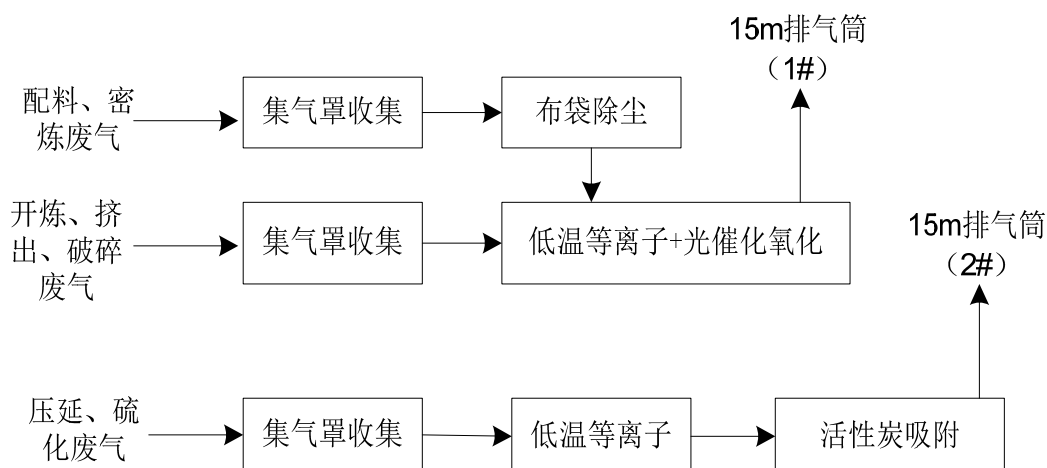 15m排气筒
（1#）
配料、密
炼废气
集气罩收集
布袋除尘
开炼、挤
出、破碎
废气
集气罩收集
低温等离子+光催化氧化
15m排气筒
（2#）
压延、硫
化废气
集气罩收集
低温等离子
活性炭吸附